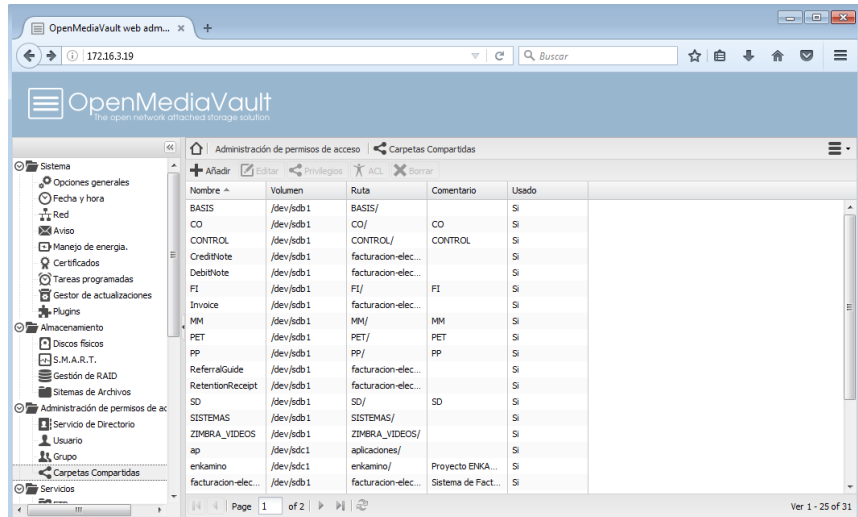 OpenMediaVault web adm... × +
172.16.3.19 Buscar
OpenMediaVault
The open network attached storage solution
Administración de permisos de acceso Carpetas Compartidas
Añadir Editar Privilegios ACL Borrar
Sistema
Opciones generales
Fecha y hora
Red
Aviso
Manejo de energia.
Certificados
Tareas programadas
Gestor de actualizaciones
Plugins
Almacenamiento
Discos físicos
S.M.A.R.T.
Gestión de RAID
Sitemas de Archivos
Administración de permisos de ac
Servicio de Directorio
Usuario
Grupo
Carpetas Compartidas
Servicios
Nombre Volumen Ruta Comentario Usado
BASIS /dev/sdb1 BASIS/ Si
CO /dev/sdb1 CO/ CO Si
CONTROL /dev/sdb1 CONTROL/ CONTROL Si
CreditNote /dev/sdb1 facturacion-elec... Si
DebitNote /dev/sdb1 facturacion-elec... Si
FI /dev/sdb1 FI/ FI Si
Invoice /dev/sdb1 facturacion-elec... Si
MM /dev/sdb1 MM/ MM Si
PET /dev/sdb1 PET/ PET Si
PP /dev/sdb1 PP/ PP Si
ReferralGuide /dev/sdb1 facturacion-elec... Si
RetentionReceipt /dev/sdb1 facturacion-elec... Si
SD /dev/sdb1 SD/ SD Si
SISTEMAS /dev/sdb1 SISTEMAS/ Si
ZIMBRA_VIDEOS /dev/sdb1 ZIMBRA_VIDEOS/ Si
ap /dev/sdc1 aplicaciones/ Si
enkamino /dev/sdc1 enkamino/ Proyecto ENKA... Si
facturacion-elec... /dev/sdb1 facturacion-elec... Sistema de Fact... Si
Page 1 of 2 Ver 1 - 25 of 31